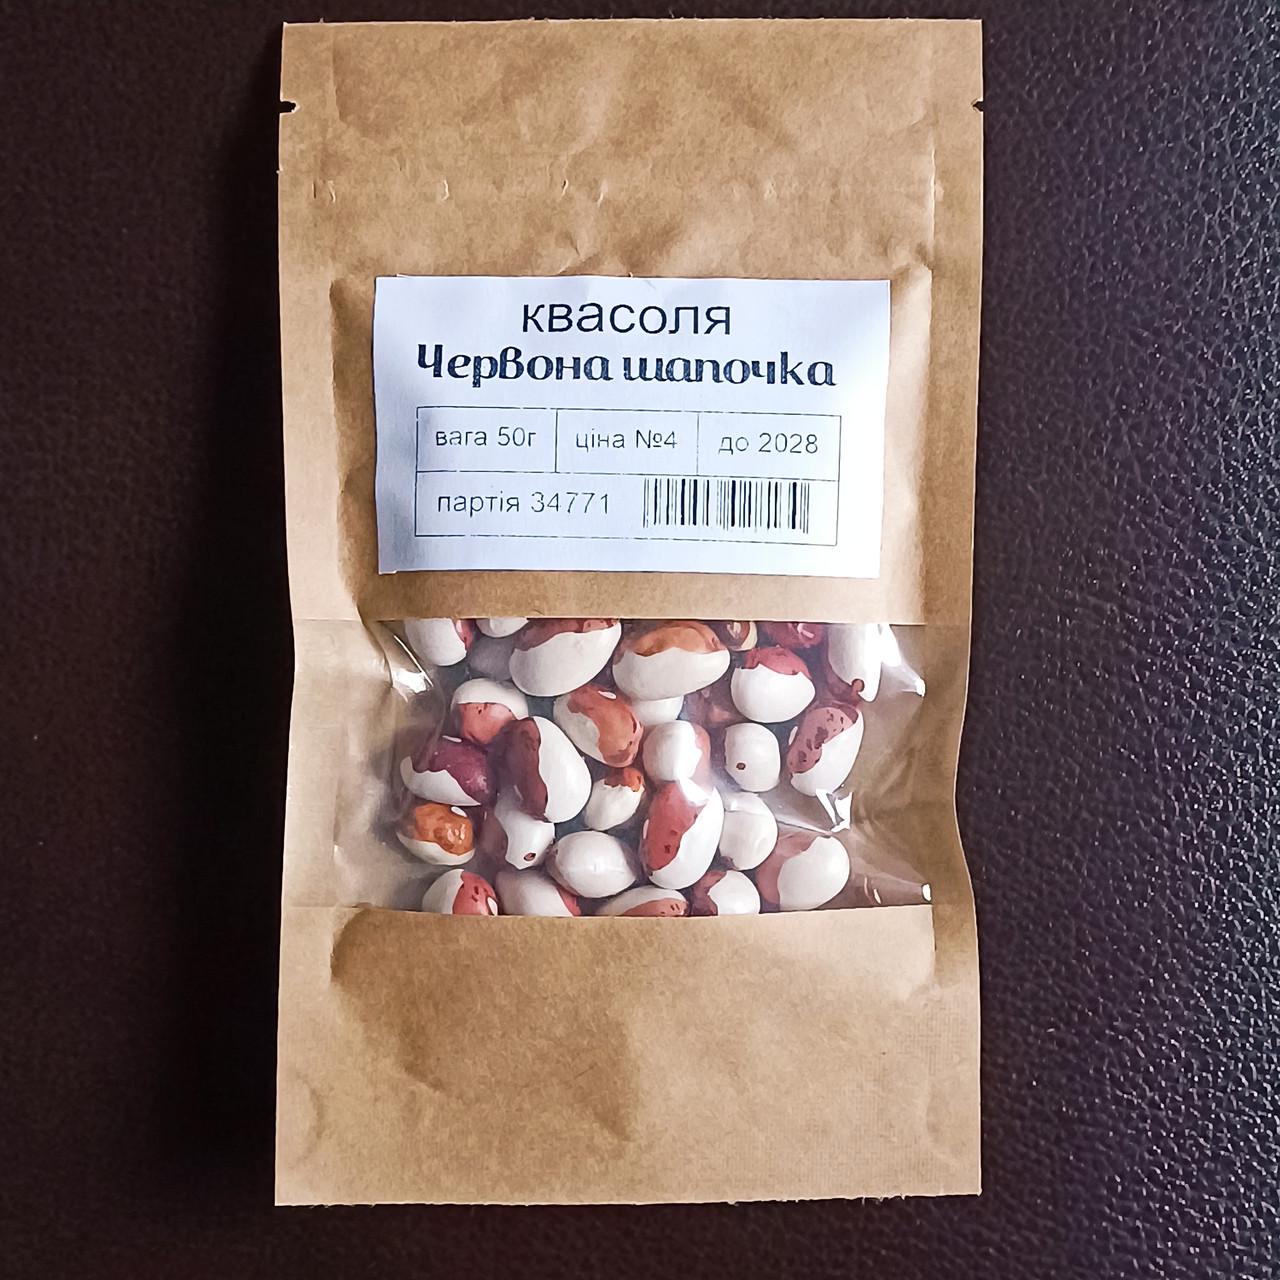 квасоля
Червона шапочка
вага 50г ціна №4 до 2028
партія 34771